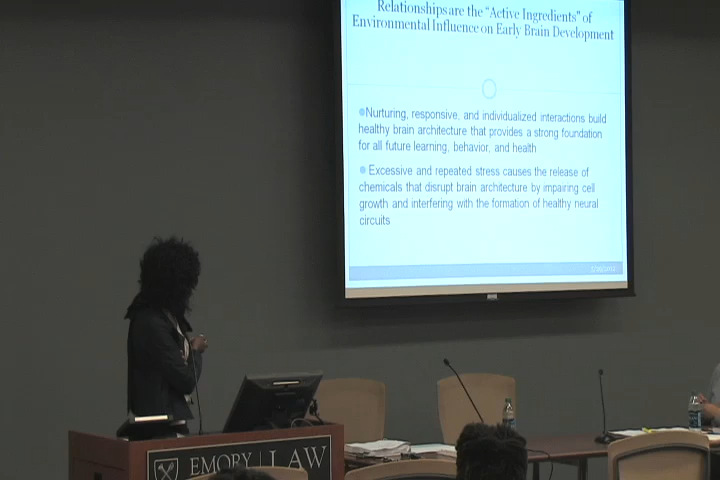 Relationships are the "Active Ingredients" of
Environmental Influence on Early Brain Development
Nurturing, responsive, and individualized interactions build
healthy brain architecture that provides a strong foundation
for all future learning, behavior, and health
Excessive and repeated stress causes the release of
chemicals that disrupt brain architecture by impairing cell
growth and interfering with the formation of healthy neural
circuits
EMORY | LAW